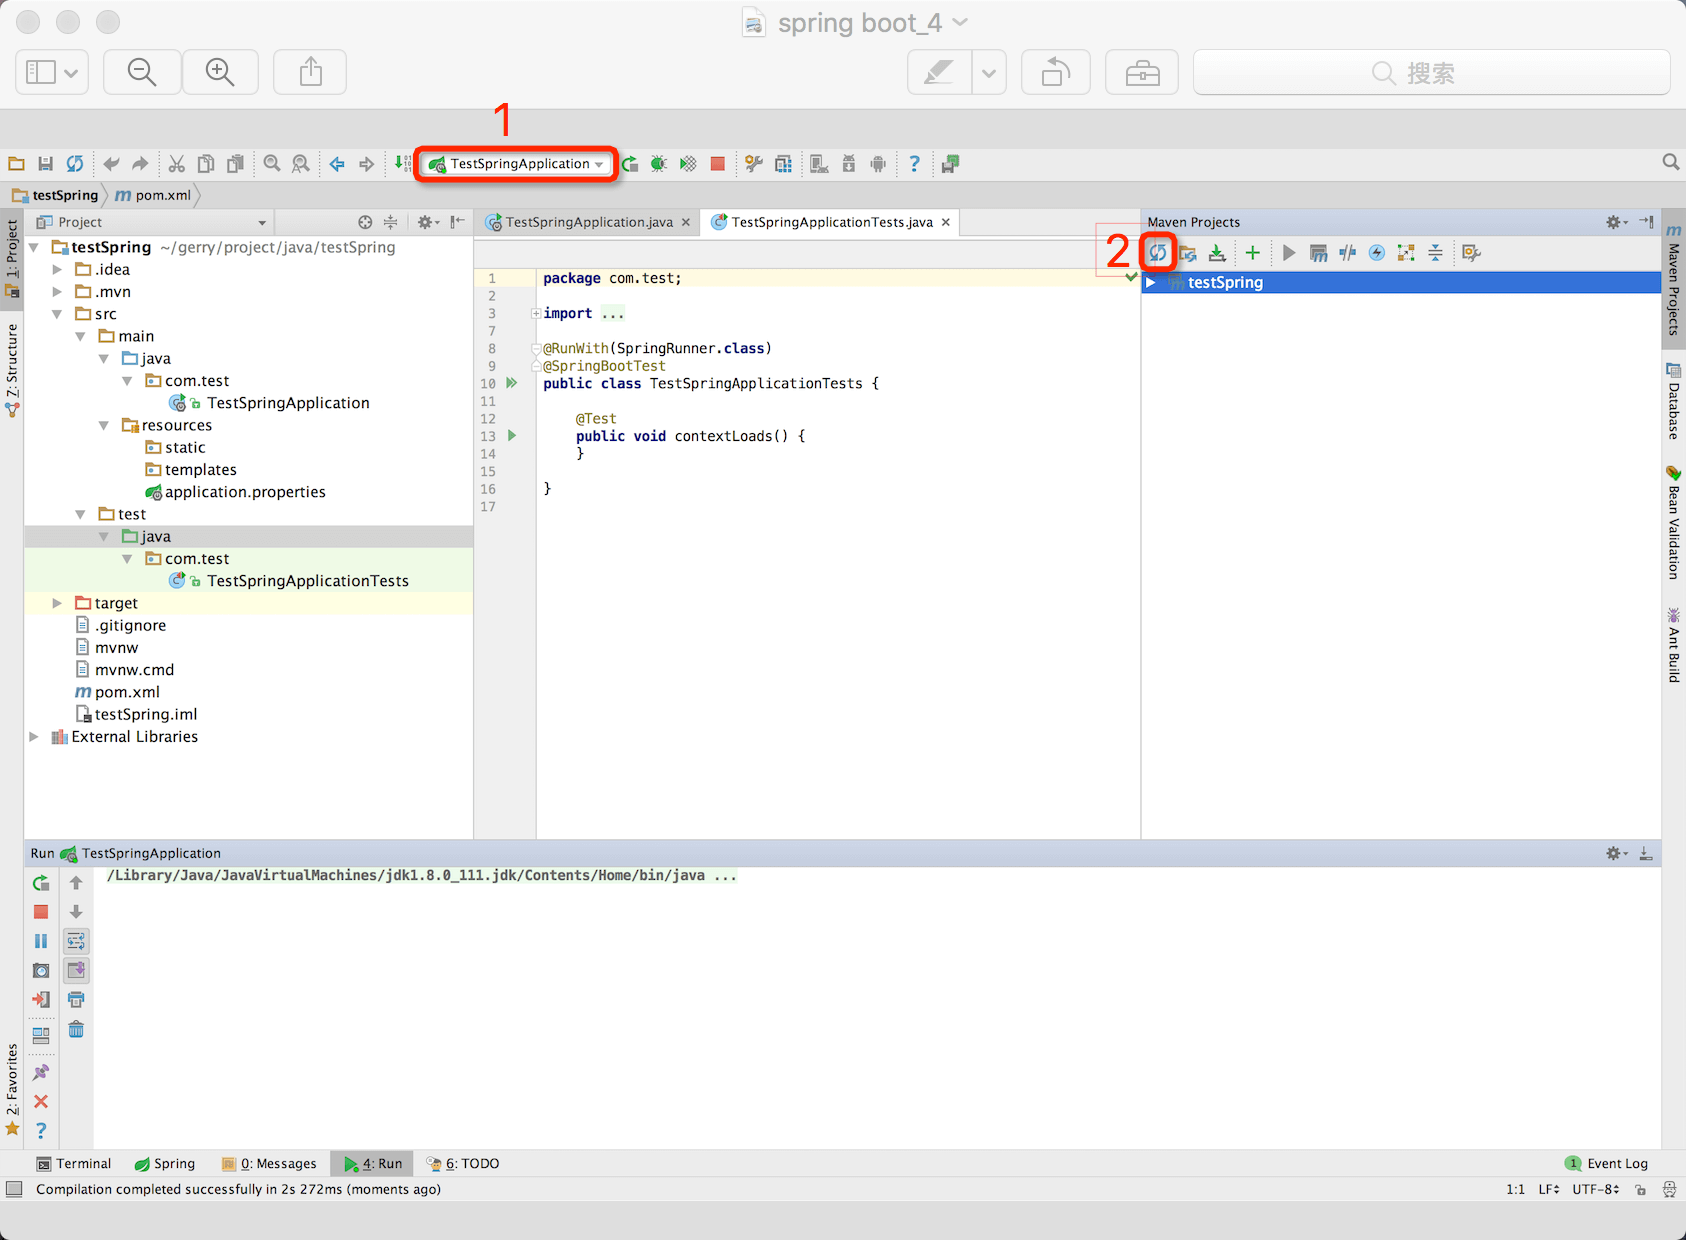 spring boot_4
搜索
1
TestSpringApplication
testSpring
pom.xml
Project
TestSpringApplication.java
TestSpringApplicationTests.java
Maven Projects
1: Project
Z: Structure
2: Favorites
testSpring ~/gerry/project/java/testSpring
.idea
.mvn
src
main
java
com.test
TestSpringApplication
resources
static
templates
application.properties
test
java
com.test
TestSpringApplicationTests
target
.gitignore
mvnw
mvnw.cmd
pom.xml
testSpring.iml
External Libraries
1 package com.test;
2
3 import ...
7
8 @RunWith(SpringRunner.class)
9 @SpringBootTest
10 public class TestSpringApplicationTests {
11
12 @Test
13 public void contextLoads() {
14 }
15
16 }
17
2
testSpring
Maven Projects
Database
Bean Validation
Ant Build
Run TestSpringApplication
/Library/Java/JavaVirtualMachines/jdk1.8.0_111.jdk/Contents/Home/bin/java ...
Terminal
Spring
0: Messages
4: Run
6: TODO
1 Event Log
Compilation completed successfully in 2s 272ms (moments ago)
1:1
LF
UTF-8